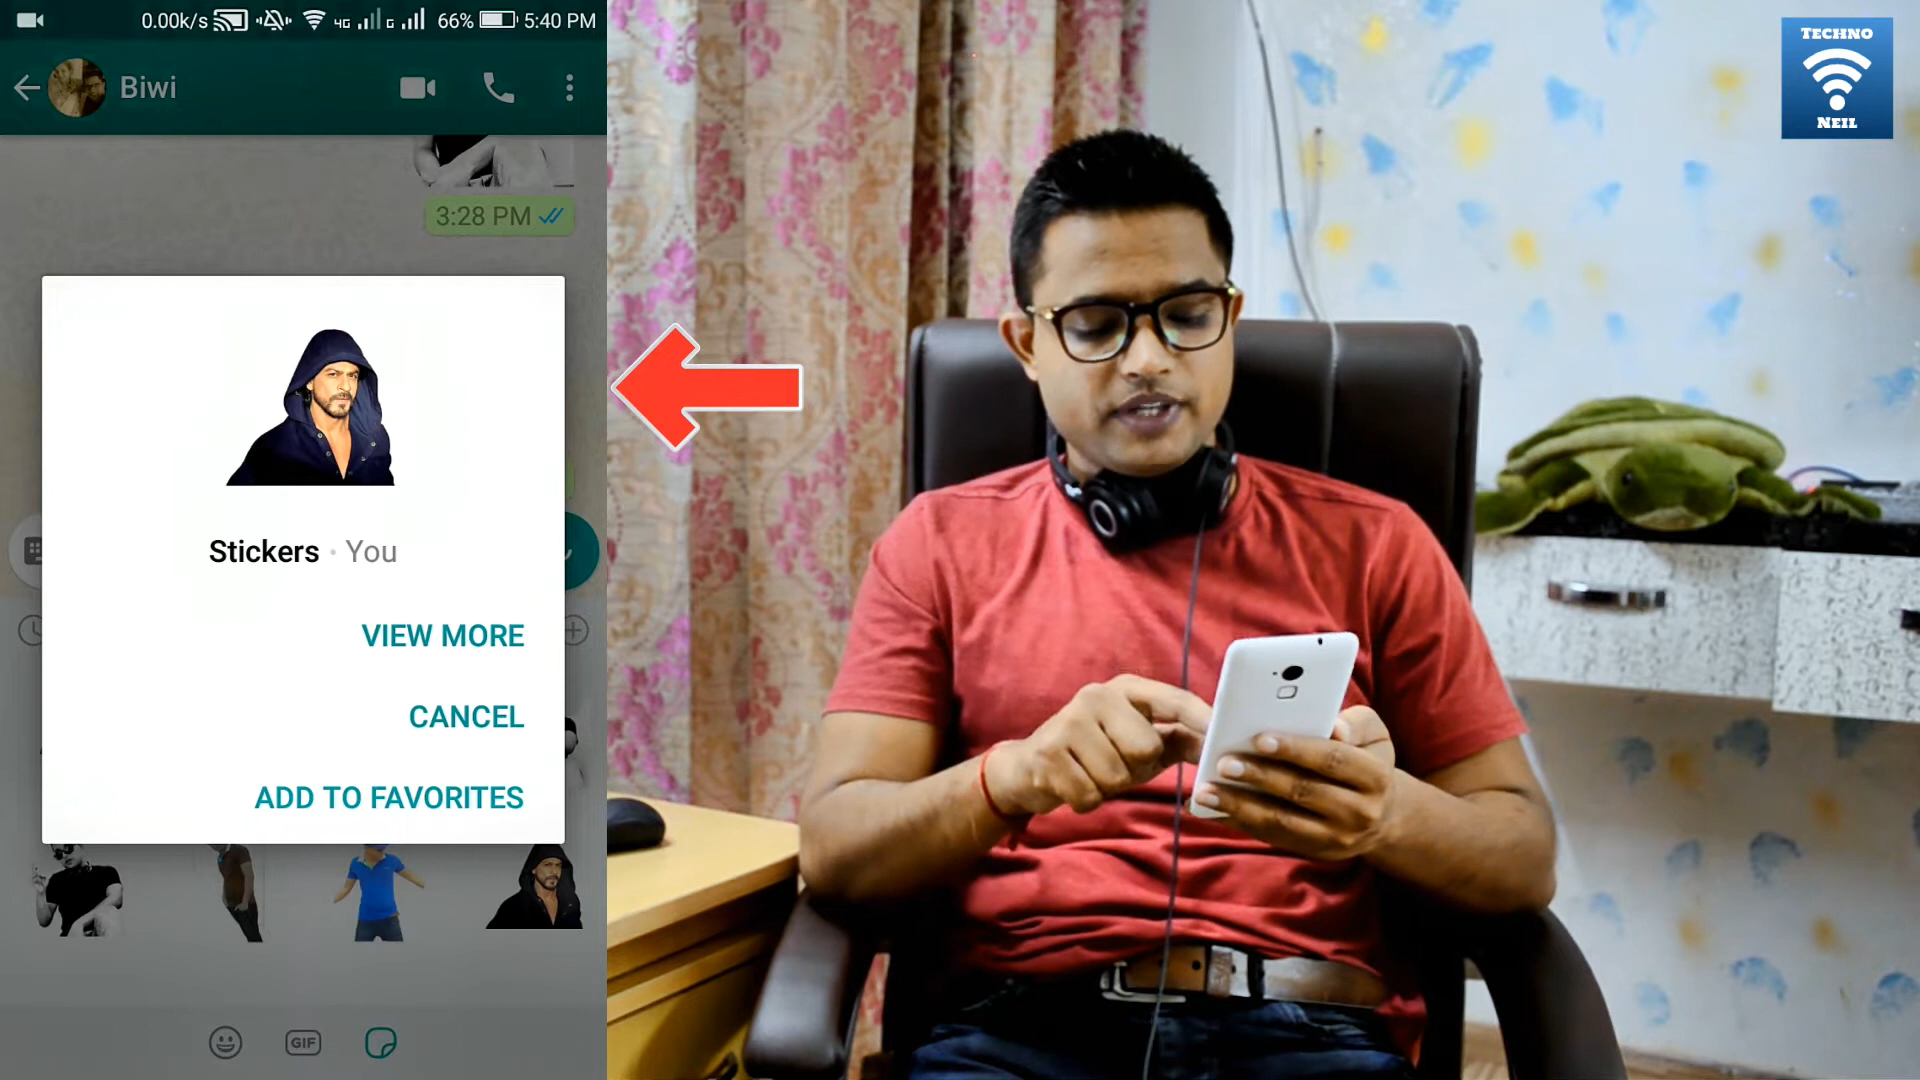 0.00k/s 4G G 66% 5:40 PM
Biwi
3:28 PM
Stickers • You
VIEW MORE
CANCEL
ADD TO FAVORITES
GIF
TECHNO
NEIL